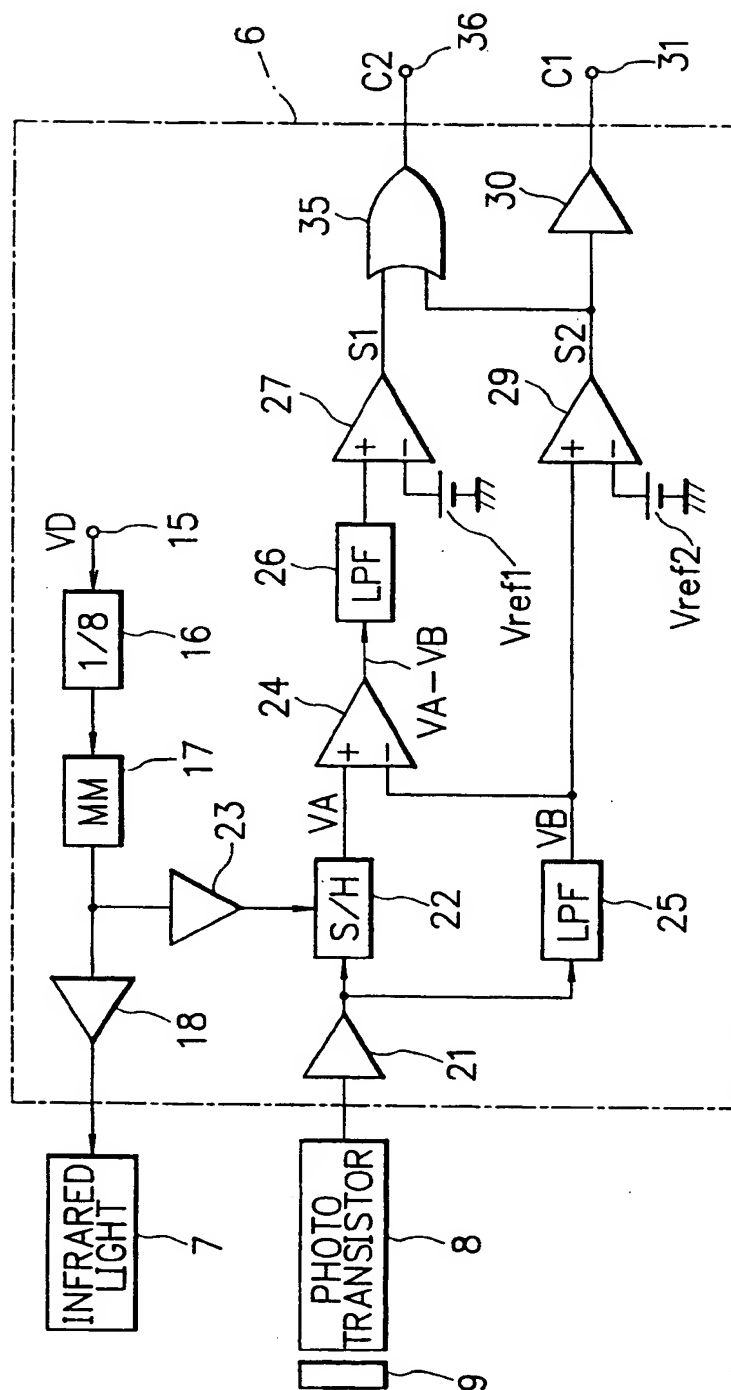 6
INFRARED
LIGHT
7
18
MM
17
1/8
16
VD
15
23
9
PHOTO
TRANSISTOR
8
21
S/H
22
VA
24
+
−
VA−VB
LPF
26
27
+
−
Vref1
S1
35
C2
36
LPF
25
VB
29
+
−
Vref2
S2
30
C1
31